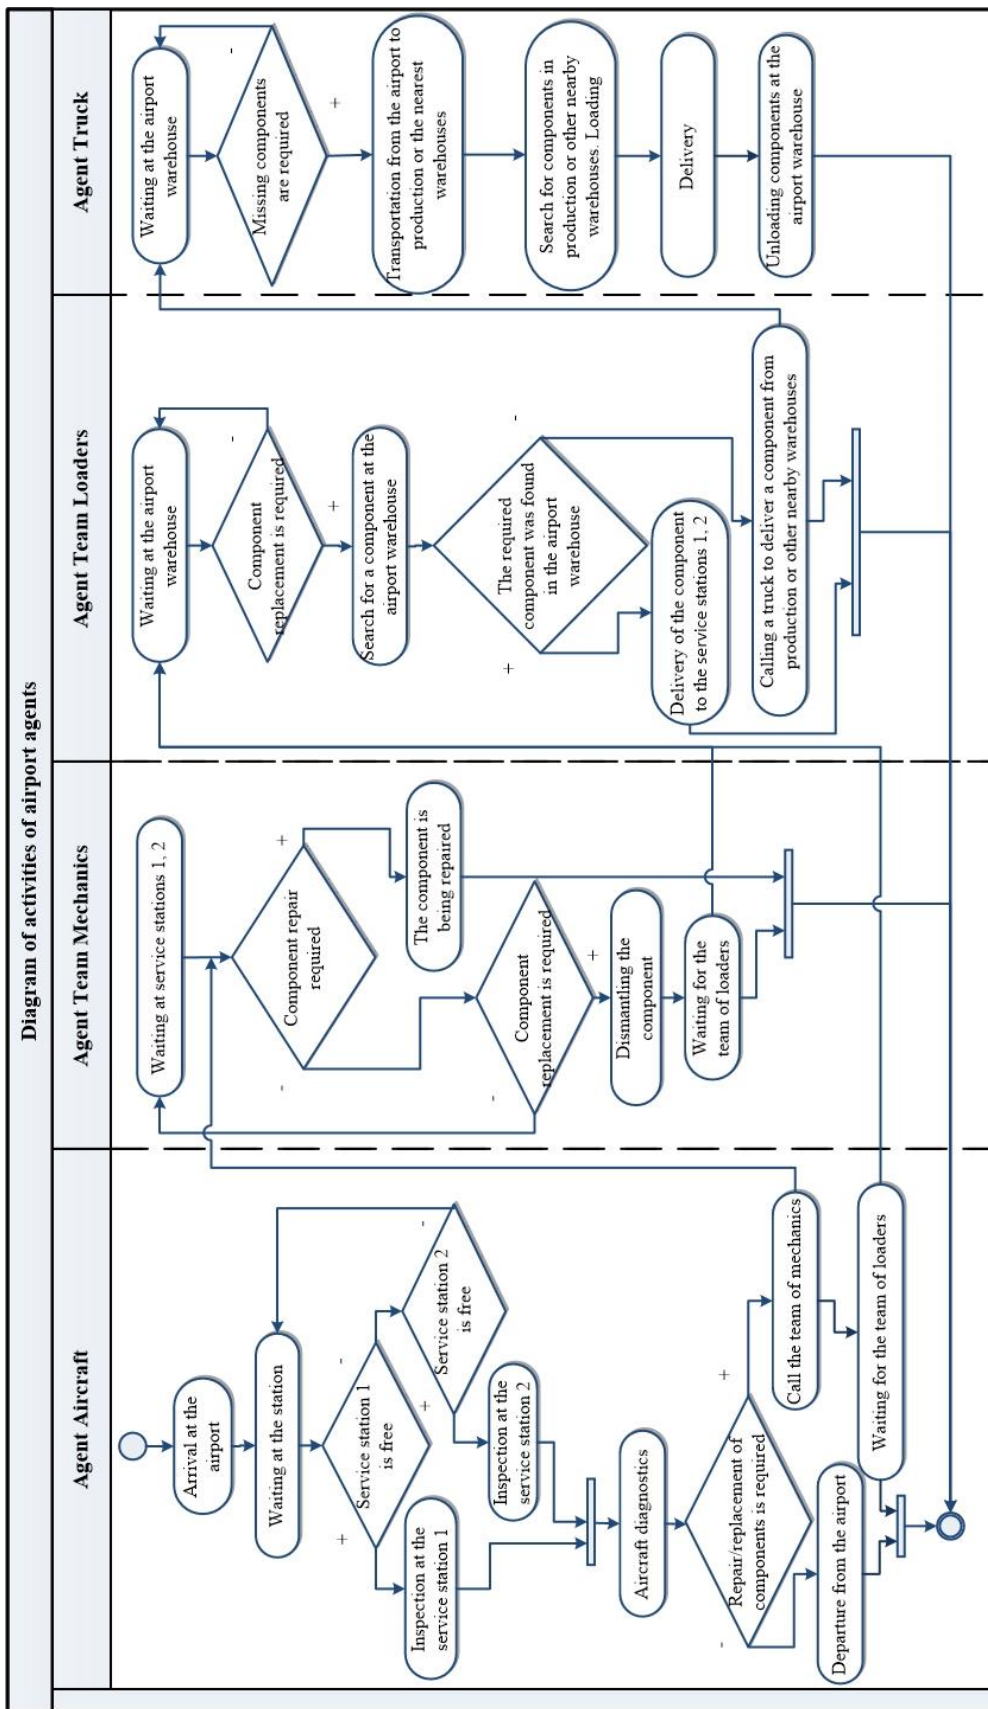 Diagram of activities of airport agents
Agent Aircraft
Agent Team Mechanics
Agent Team Loaders
Agent Truck
Arrival at the
airport
Waiting at the station
Service station 1
is free
+
-
Service station 2
is free
+
-
Inspection at the
service station 1
Inspection at the
service station 2
Aircraft diagnostics
Repair/replacement of
components is required
-
+
Departure from the airport
Call the team of mechanics
Waiting for the team of loaders
Waiting at service stations 1, 2
Component repair
required
-
+
The component is
being repaired
Component
replacement is required
-
+
Dismantling the
component
Waiting for the
team of loaders
Waiting at the airport
warehouse
Component
replacement is required
-
+
Search for a component at the
airport warehouse
The required
component was found
in the airport
warehouse
+
-
Delivery of the component
to the service stations 1, 2
Calling a truck to deliver a component from
production or other nearby warehouses
Waiting at the airport
warehouse
Missing components
are required
-
+
Transportation from the airport to
production or the nearest
warehouses
Search for components in
production or other nearby
warehouses. Loading
Delivery
Unloading components at the
airport warehouse